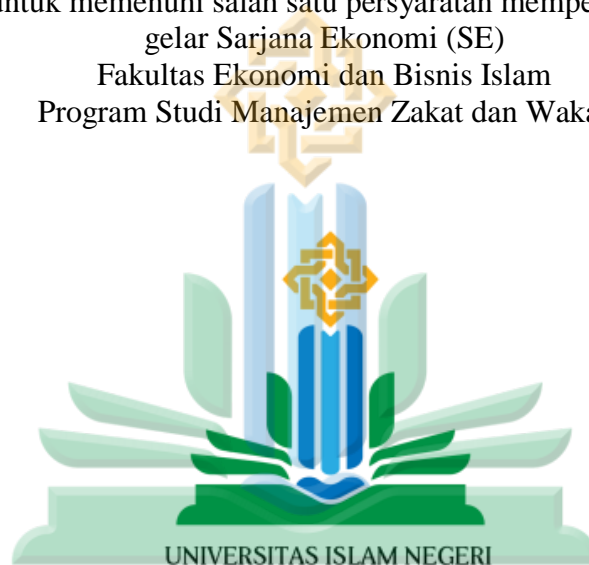 untuk memenuhi salah satu persyaratan
gelar Sarjana Ekonomi (SE)
Fakultas Ekonomi dan Bisnis Islam
Program Studi Manajemen Zakat dan
UNIVERSITAS ISLAM NEGERI